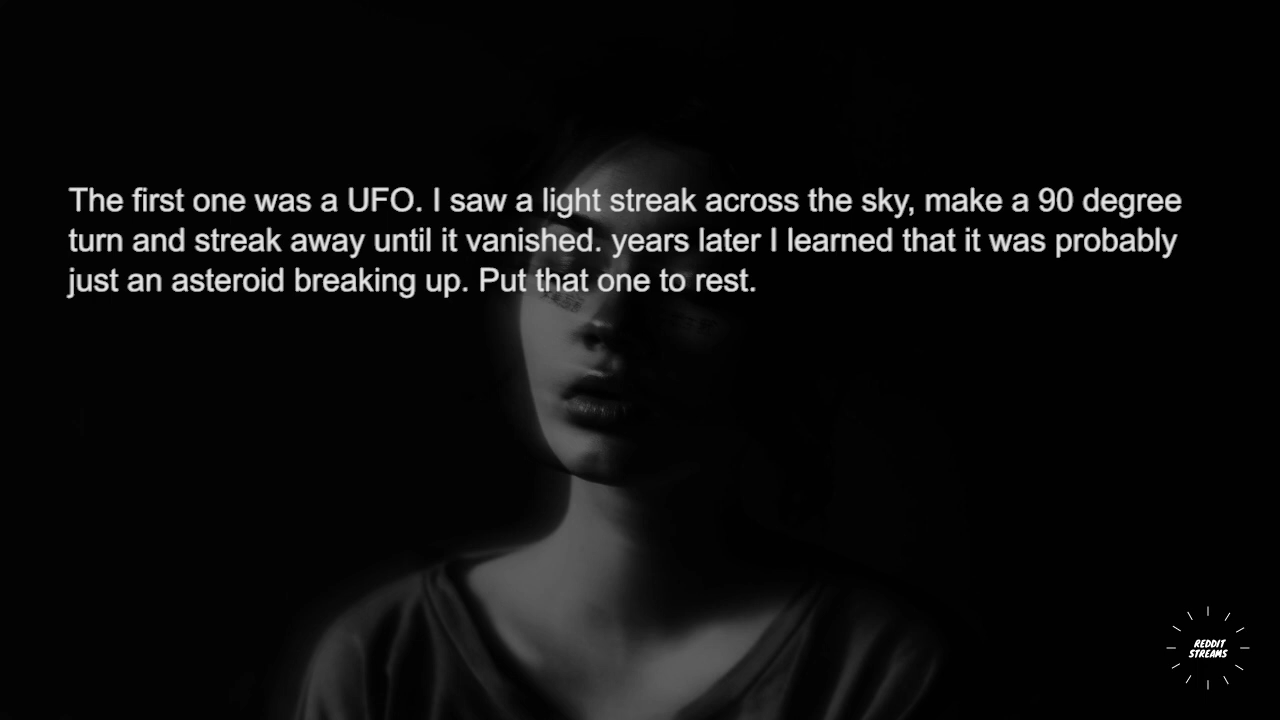 The first one was a UFO. I saw a light streak across the sky, make a 90 degree
turn and streak away until it vanished. years later I learned that it was probably
just an asteroid breaking up. Put that one to rest.
REDDIT
STREAMS